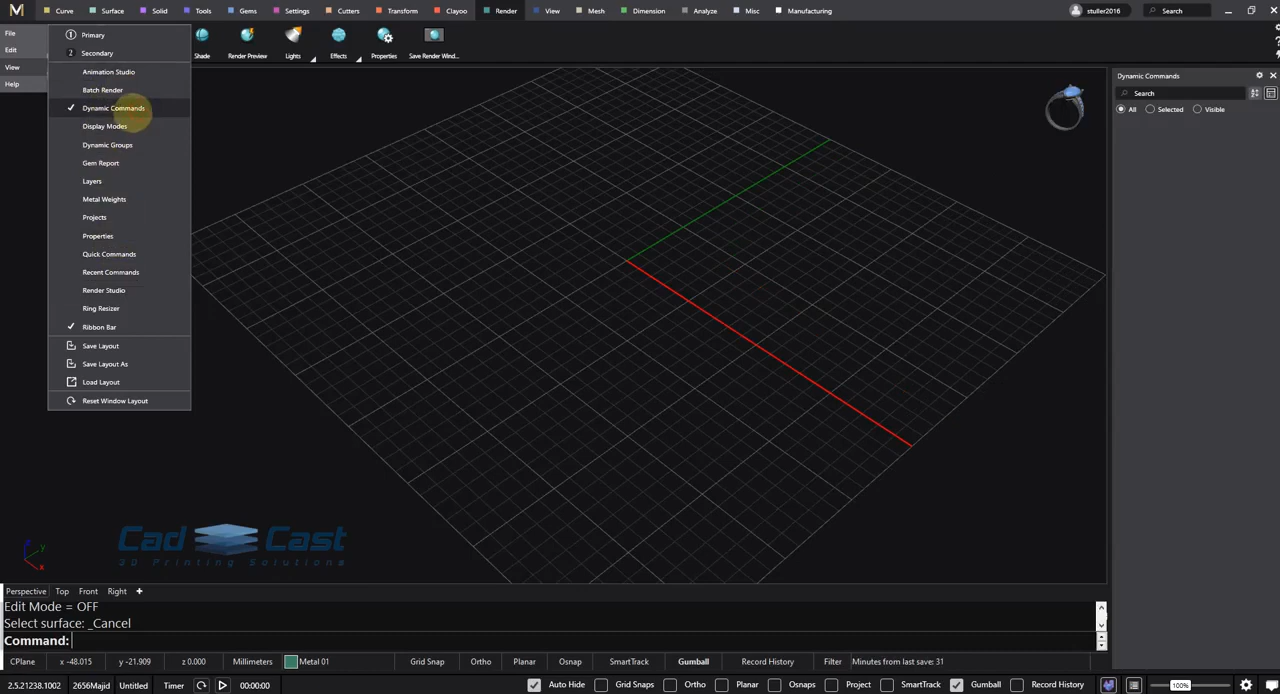 M Curve Surface Solid Tools Gems Settings Cutters Transform Clayoo Render View Mesh Dimension Analyze Misc Manufacturing stuller2016 Search
File
Edit
View
Help
1 Primary
2 Secondary
Animation Studio
Batch Render
Dynamic Commands
Display Modes
Dynamic Groups
Gem Report
Layers
Metal Weights
Projects
Properties
Quick Commands
Recent Commands
Render Studio
Ring Resizer
Ribbon Bar
Save Layout
Save Layout As
Load Layout
Reset Window Layout
Shade Render Preview Lights Effects Properties Save Render Wind...
Dynamic Commands
Search
All Selected Visible
Cad Cast
3D Printing Solutions
z y x
Perspective Top Front Right
Edit Mode = OFF
Select surface: _Cancel
Command:
CPlane x -48.015 y -21.909 z 0.000 Millimeters Metal 01 Grid Snap Ortho Planar Osnap SmartTrack Gumball Record History Filter Minutes from last save: 31
2.5.21238.1002 2656Majid Untitled Timer 00:00:00 Auto Hide Grid Snaps Ortho Planar Osnaps Project SmartTrack Gumball Record History 100%